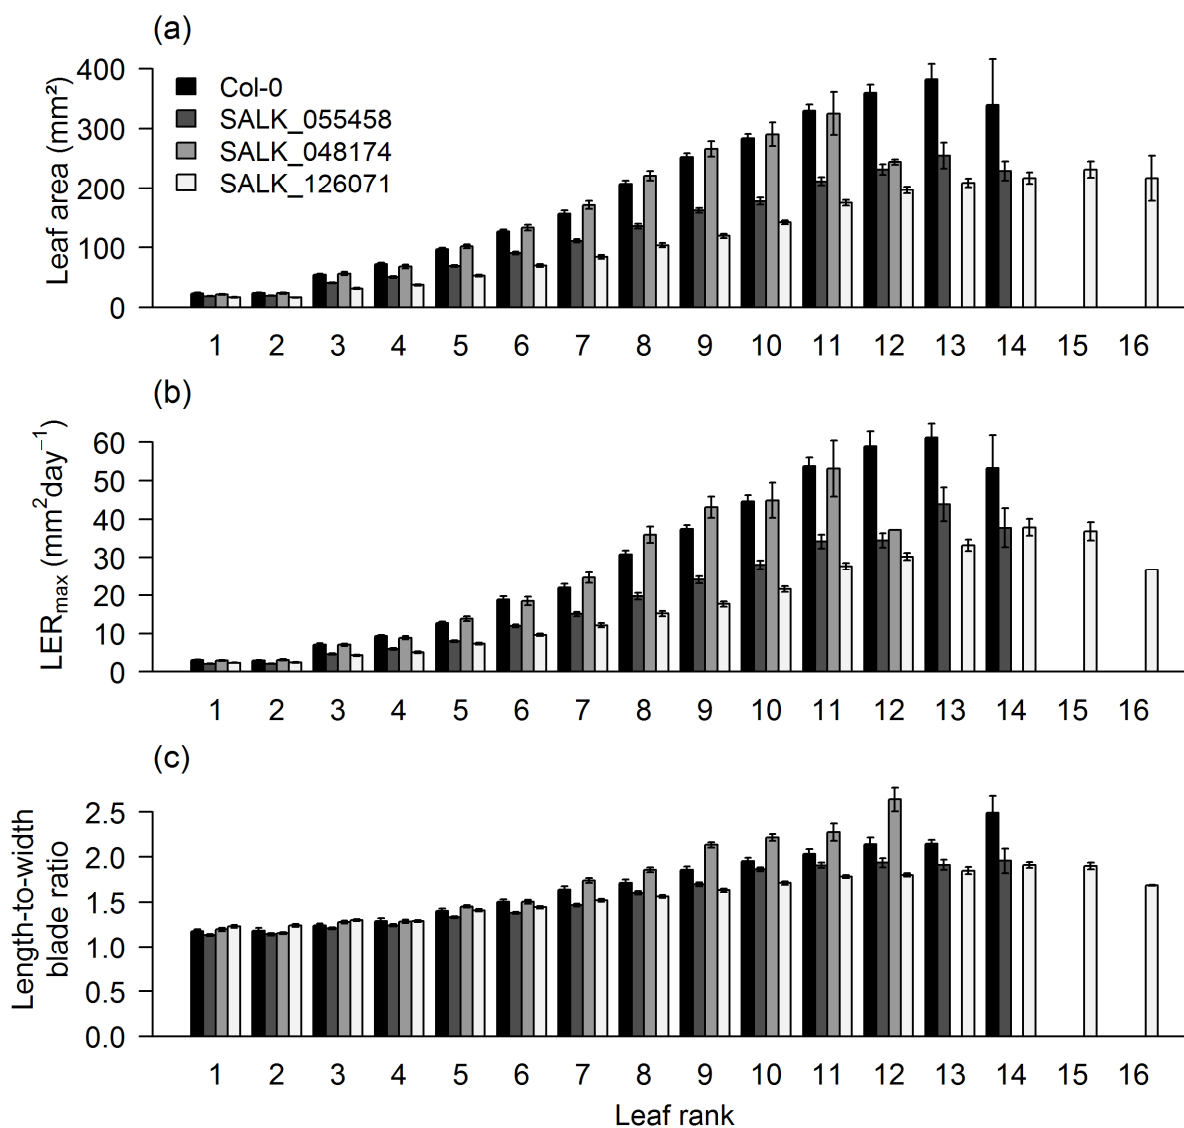 (a)
Leaf area (mm²)
400
300
200
100
0
Col-0
SALK_055458
SALK_048174
SALK_126071
1 2 3 4 5 6 7 8 9 10 11 12 13 14 15 16
(b)
LERmax (mm²day⁻¹)
60
50
40
30
20
10
0
1 2 3 4 5 6 7 8 9 10 11 12 13 14 15 16
(c)
Length-to-width
blade ratio
2.5
2.0
1.5
1.0
0.5
0.0
1 2 3 4 5 6 7 8 9 10 11 12 13 14 15 16
Leaf rank